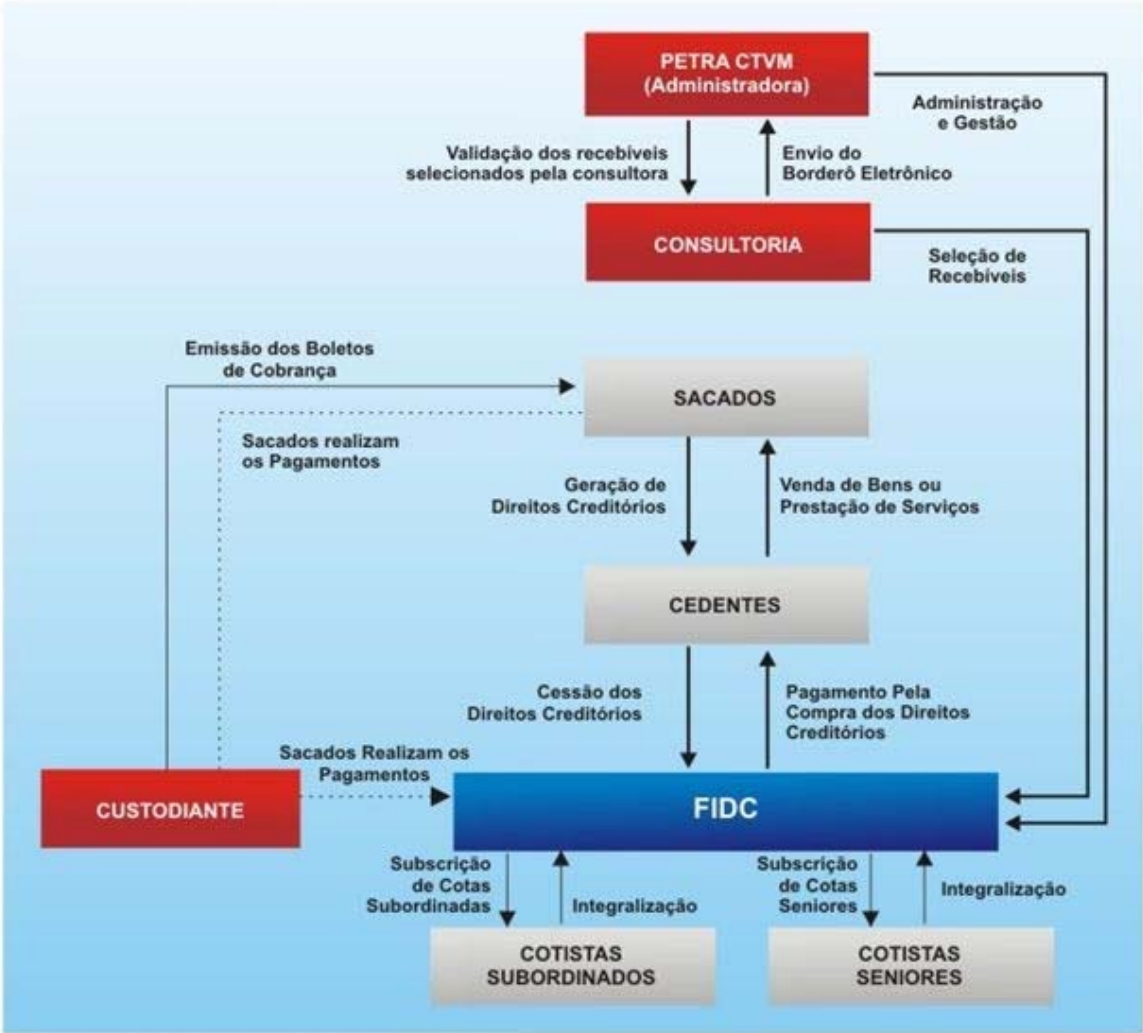 PETRA CTVM
(Administradora)
Administração
e Gestão
Validação dos recebíveis
selecionados pela consultora
Envio do
Borderô Eletrônico
CONSULTORIA
Seleção de
Recebíveis
Emissão dos Boletos
de Cobrança
SACADOS
Sacados realizam
os Pagamentos
Geração de
Direitos Creditórios
Venda de Bens ou
Prestação de Serviços
CEDENTES
Cessão dos
Direitos Creditórios
Pagamento Pela
Compra dos Direitos
Creditórios
Sacados Realizam os
Pagamentos
CUSTODIANTE
FIDC
Subscrição
de Cotas
Subordinadas
Integralização
Subscrição
de Cotas
Seniores
Integralização
COTISTAS
SUBORDINADOS
COTISTAS
SENIORES